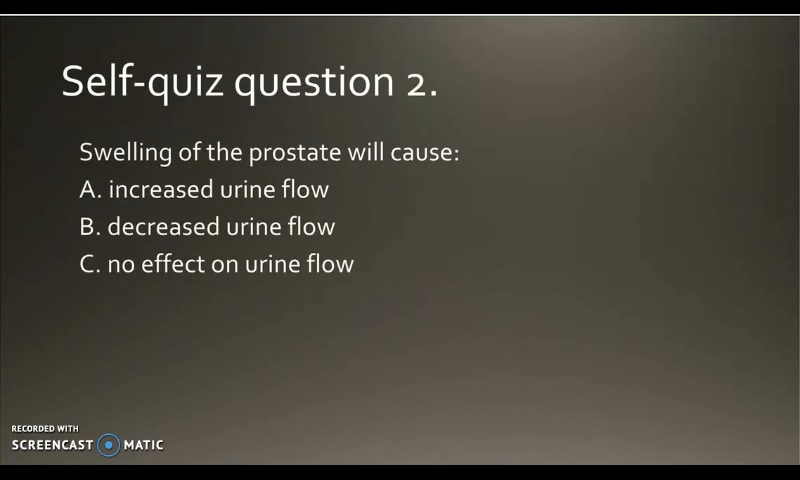 Self-quiz question 2.
Swelling of the prostate will cause:
A. increased urine flow
B. decreased urine flow
C. no effect on urine flow
RECORDED WITH
SCREENCAST MATIC